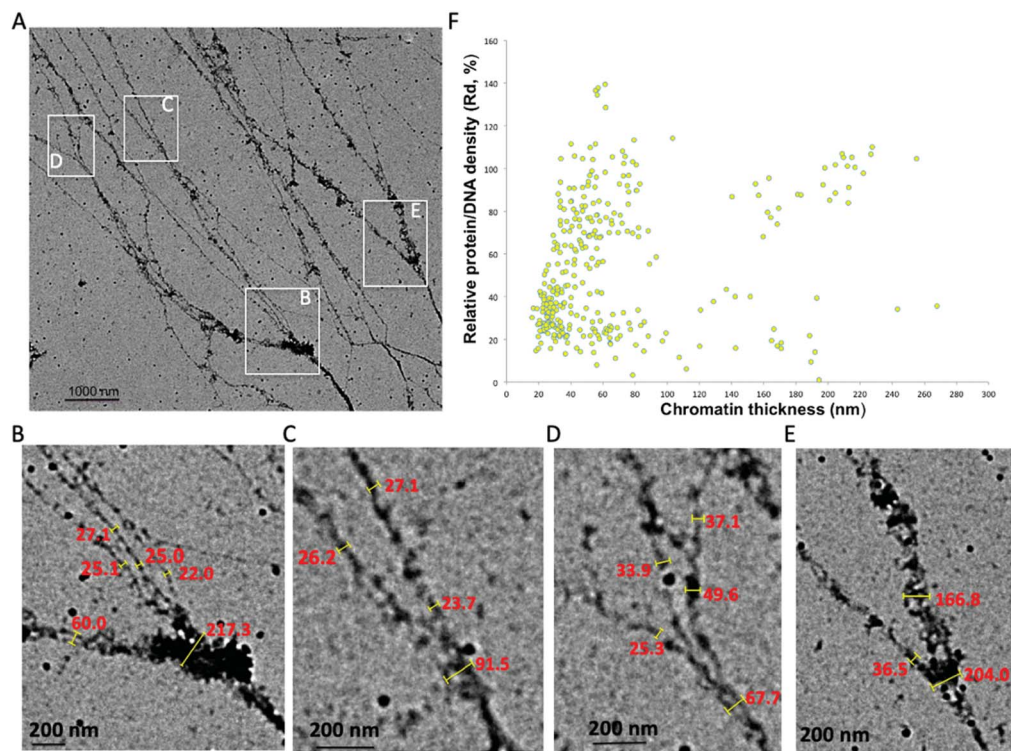 A
F
C
D
E
B
1000 nm
Relative protein/DNA density (Rd, %)
160
140
120
100
80
60
40
20
0
0 20 40 60 80 100 120 140 160 180 200 220 240 260 280 300
Chromatin thickness (nm)
B
27.1
25.0
25.1
22.0
60.0
217.3
200 nm
C
27.1
26.2
23.7
91.5
200 nm
D
37.1
33.9
49.6
25.3
67.7
200 nm
E
166.8
36.5
204.0
200 nm